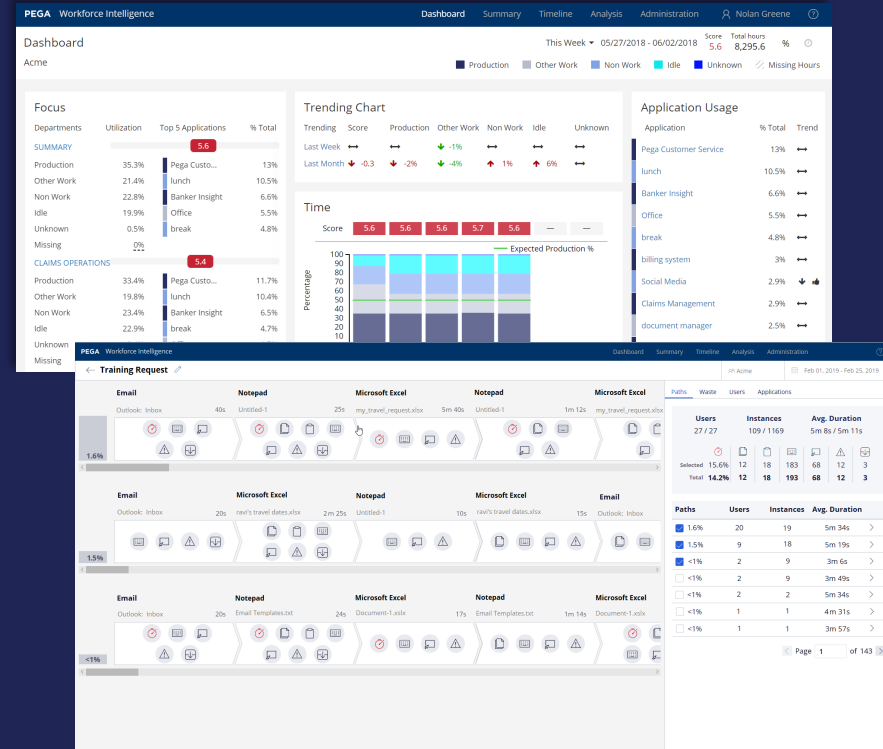 PEGA Workforce Intelligence Dashboard Summary Timeline Analysis Administration Nolan Greene
Dashboard
Acme
This Week 05/27/2018 - 06/02/2018 Score 5.6 Total hours 8,295.6 %
Production Other Work Non Work Idle Unknown Missing Hours
Focus
Departments Utilization Top 5 Applications % Total
SUMMARY 5.6
Production 35.3% Pega Custo... 13%
Other Work 21.4% lunch 10.5%
Non Work 22.8% Banker Insight 6.6%
Idle 19.9% Office 5.5%
Unknown 0.5% break 4.8%
Missing 0%
CLAIMS OPERATIONS 5.4
Production 33.4% Pega Custo... 11.7%
Other Work 19.8% lunch 10.4%
Non Work 23.4% Banker Insight 6.5%
Idle 22.9% break 4.7%
Unknown
Missing
Trending Chart
Trending Score Production Other Work Non Work Idle Unknown
Last Week -1%
Last Month -0.3 -2% -4% 1% 6%
Time
Score 5.6 5.6 5.6 5.7 5.6 — —
Expected Production %
Percentage
100
90
80
70
60
50
40
30
20
10
Application Usage
Application % Total Trend
Pega Customer Service 13%
lunch 10.5%
Banker Insight 6.6%
Office 5.5%
break 4.8%
billing system 3%
Social Media 2.9%
Claims Management 2.9%
document manager 2.5%
PEGA Workforce Intelligence Dashboard Summary Timeline Analysis Administration
Training Request Acme Feb 01, 2019 - Feb 25, 2019
Email Notepad Microsoft Excel Notepad Microsoft Excel
Outlook: Inbox 40s Untitled-1 25s my_travel_request.xlsx 5m 40s Untitled-1 1m 12s my_travel_request.xlsx
1.6%
Email Microsoft Excel Notepad Microsoft Excel Email
Outlook: Inbox 20s ravi's travel dates.xlsx 2m 25s Untitled-1 10s ravi's travel dates.xlsx 15s Outlook: Inbox
1.5%
Email Notepad Microsoft Excel Notepad Microsoft Excel
Outlook: Inbox 20s Email Templates.txt 24s Document-1.xslx 17s Email Templates.txt 1m 14s Document-1.xslx
<1%
Paths Waste Users Applications
Users Instances Avg. Duration
27 / 27 109 / 1169 5m 8s / 5m 11s
Selected 15.6% 12 18 183 68 12 3
Total 14.2% 12 18 193 68 12 3
Paths Users Instances Avg. Duration
1.6% 20 19 5m 34s
1.5% 9 18 5m 19s
<1% 2 9 3m 6s
<1% 2 9 3m 49s
<1% 2 2 5m 34s
<1% 1 1 4m 31s
<1% 1 1 3m 57s
Page 1 of 143